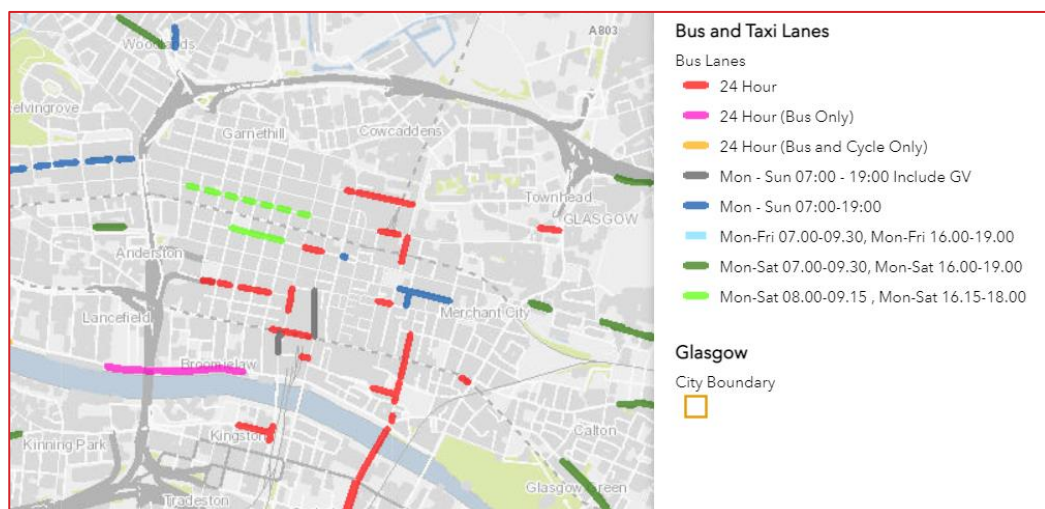 A803
Woodlands
elvingrove
Garnethill
Cowcaddens
Townhead
GLASGOW
Anderston
Merchant City
Lancefield
Broomielaw
Kingston
Calton
Kinning Park
Glasgow Green
Tradeston
Bus and Taxi Lanes
Bus Lanes
24 Hour
24 Hour (Bus Only)
24 Hour (Bus and Cycle Only)
Mon - Sun 07:00 - 19:00 Include GV
Mon - Sun 07:00-19:00
Mon-Fri 07.00-09.30, Mon-Fri 16.00-19.00
Mon-Sat 07.00-09.30, Mon-Sat 16.00-19.00
Mon-Sat 08.00-09.15 , Mon-Sat 16.15-18.00
Glasgow
City Boundary